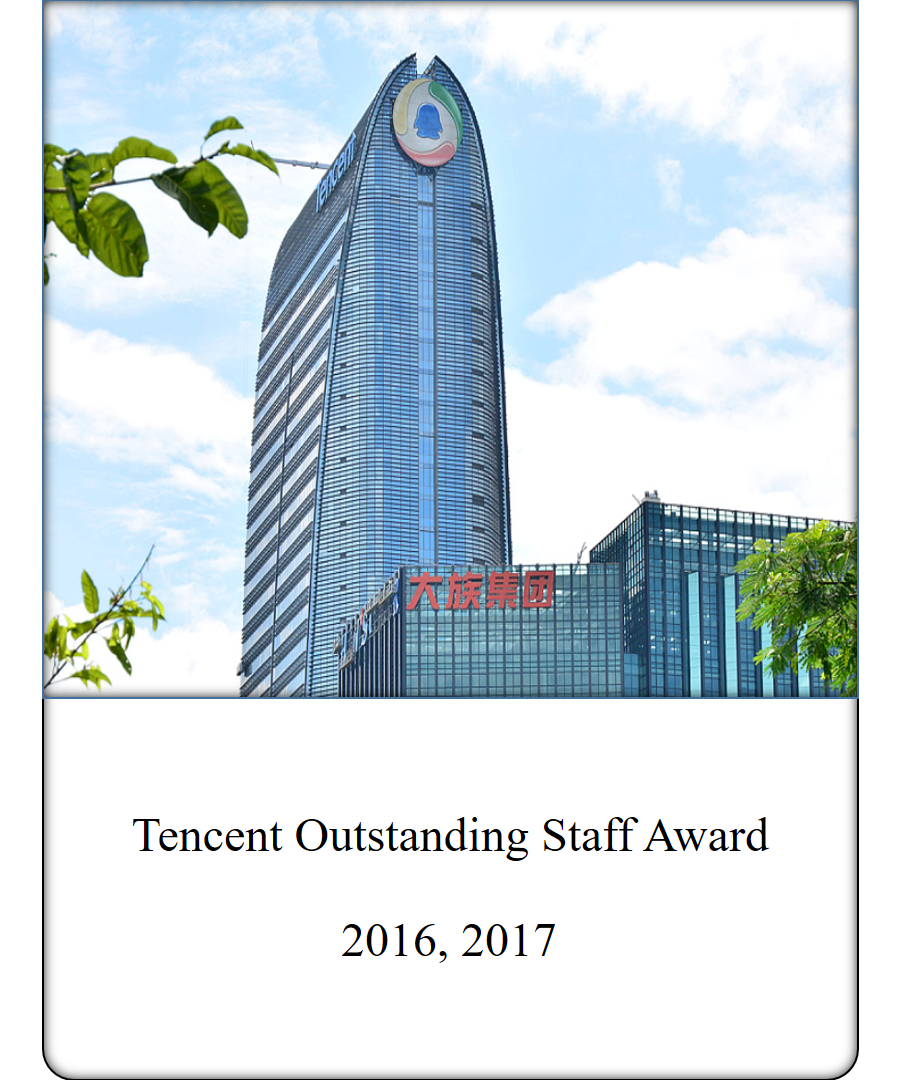 Tencent
大族集团
Tencent Outstanding Staff Award
2016, 2017